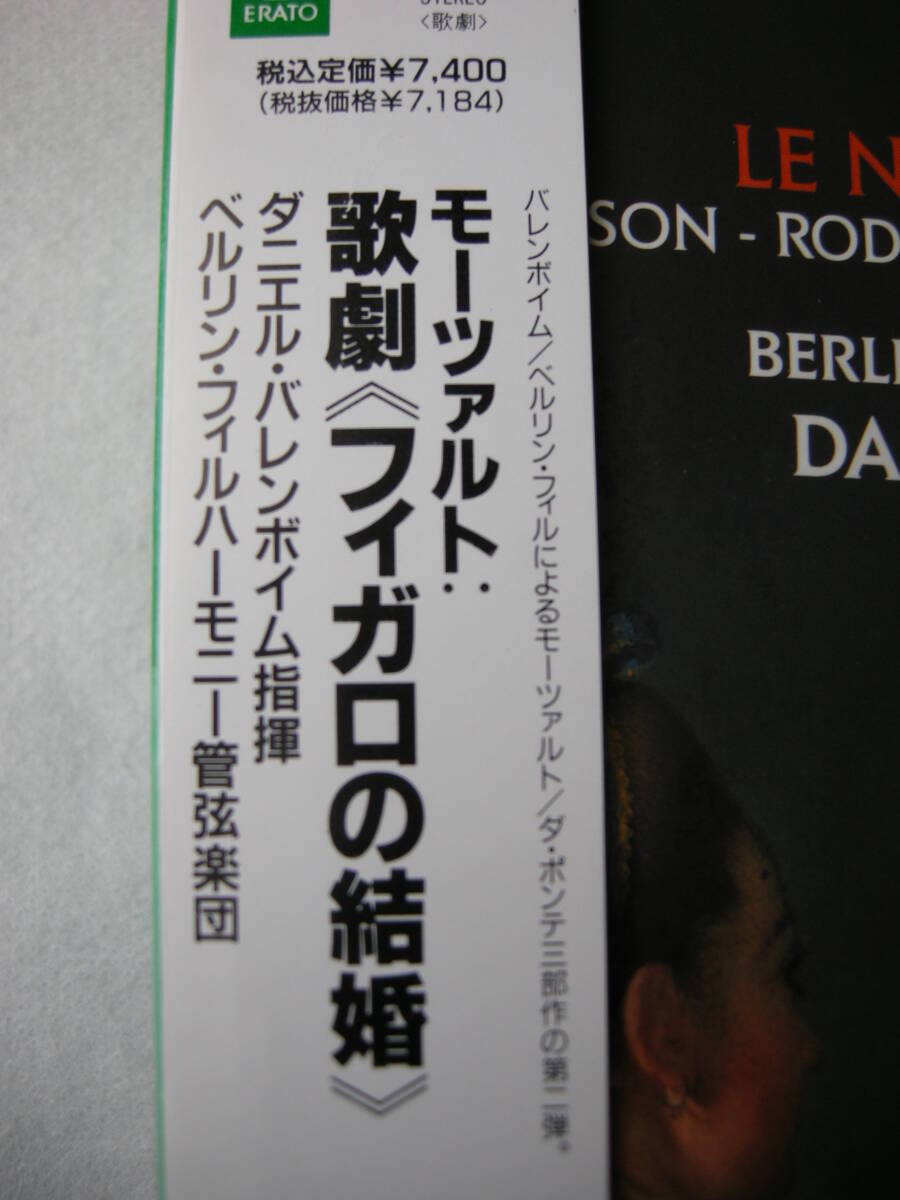 ERATO
STEREO
〈歌劇〉
税込定価¥7,400
(税抜価格¥7,184)
バレンボイム/ベルリン・フィルによるモーツァルト/ダ・ポンテ三部作の第二弾。
モーツァルト:
歌劇《フィガロの結婚》
ダニエル・バレンボイム指揮
ベルリン・フィルハーモニー管弦楽団
LE N
SON - ROD
BERLI
DA